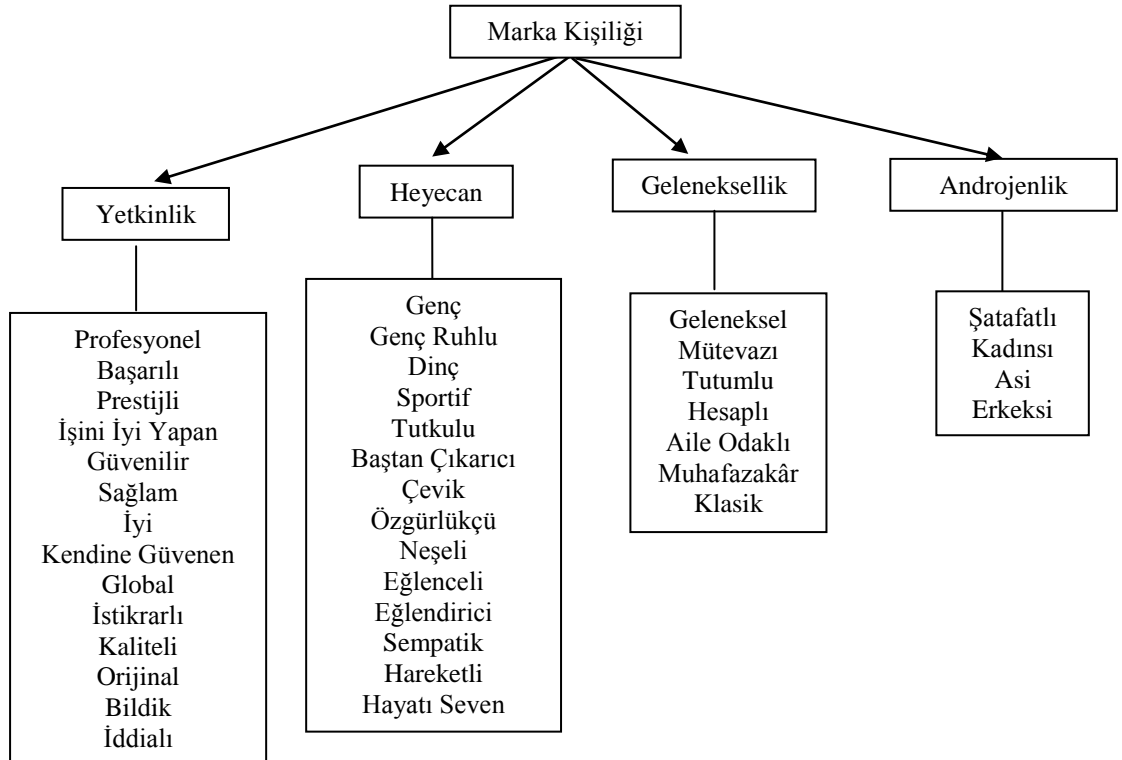 Marka Kişiliği
Yetkinlik
Heyecan
Geleneksellik
Androjenlik
Profesyonel
Başarılı
Prestijli
İşini İyi Yapan
Güvenilir
Sağlam
İyi
Kendine Güvenen
Global
İstikrarlı
Kaliteli
Orijinal
Bildik
İddialı
Genç
Genç Ruhlu
Dinç
Sportif
Tutkulu
Baştan Çıkarıcı
Çevik
Özgürlükçü
Neşeli
Eğlenceli
Eğlendirici
Sempatik
Hareketli
Hayatı Seven
Geleneksel
Mütevazı
Tutumlu
Hesaplı
Aile Odaklı
Muhafazakâr
Klasik
Şatafatlı
Kadınsı
Asi
Erkeksi